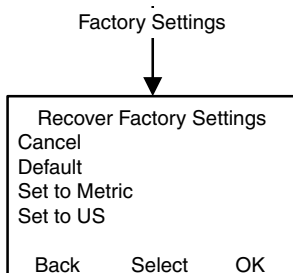 Factory Settings
Recover Factory Settings
Cancel
Default
Set to Metric
Set to US
Back Select OK